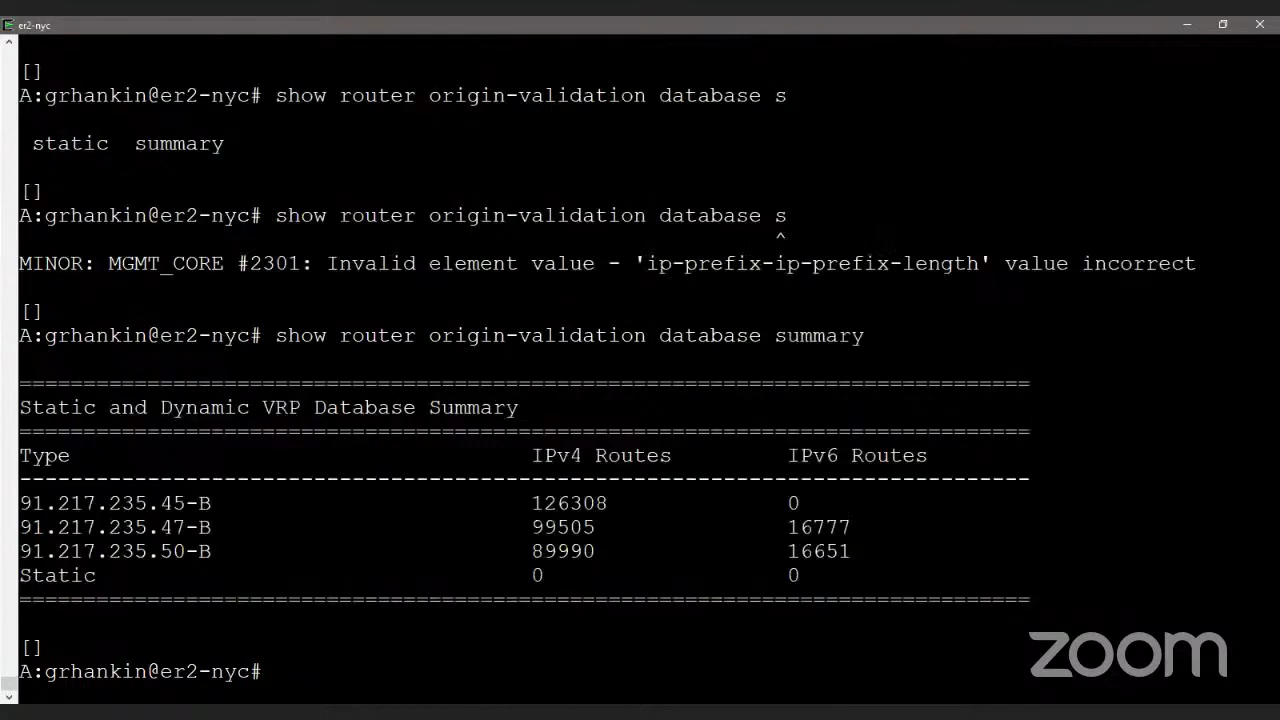 er2-nyc
[]
A:grhankin@er2-nyc# show router origin-validation database s
static  summary
[]
A:grhankin@er2-nyc# show router origin-validation database s
^
MINOR: MGMT_CORE #2301: Invalid element value - 'ip-prefix-ip-prefix-length' value incorrect
[]
A:grhankin@er2-nyc# show router origin-validation database summary
===============================================================================
Static and Dynamic VRP Database Summary
===============================================================================
Type IPv4 Routes IPv6 Routes
-------------------------------------------------------------------------------
91.217.235.45-B 126308 0
91.217.235.47-B 99505 16777
91.217.235.50-B 89990 16651
Static 0 0
===============================================================================
[]
A:grhankin@er2-nyc#
zoom